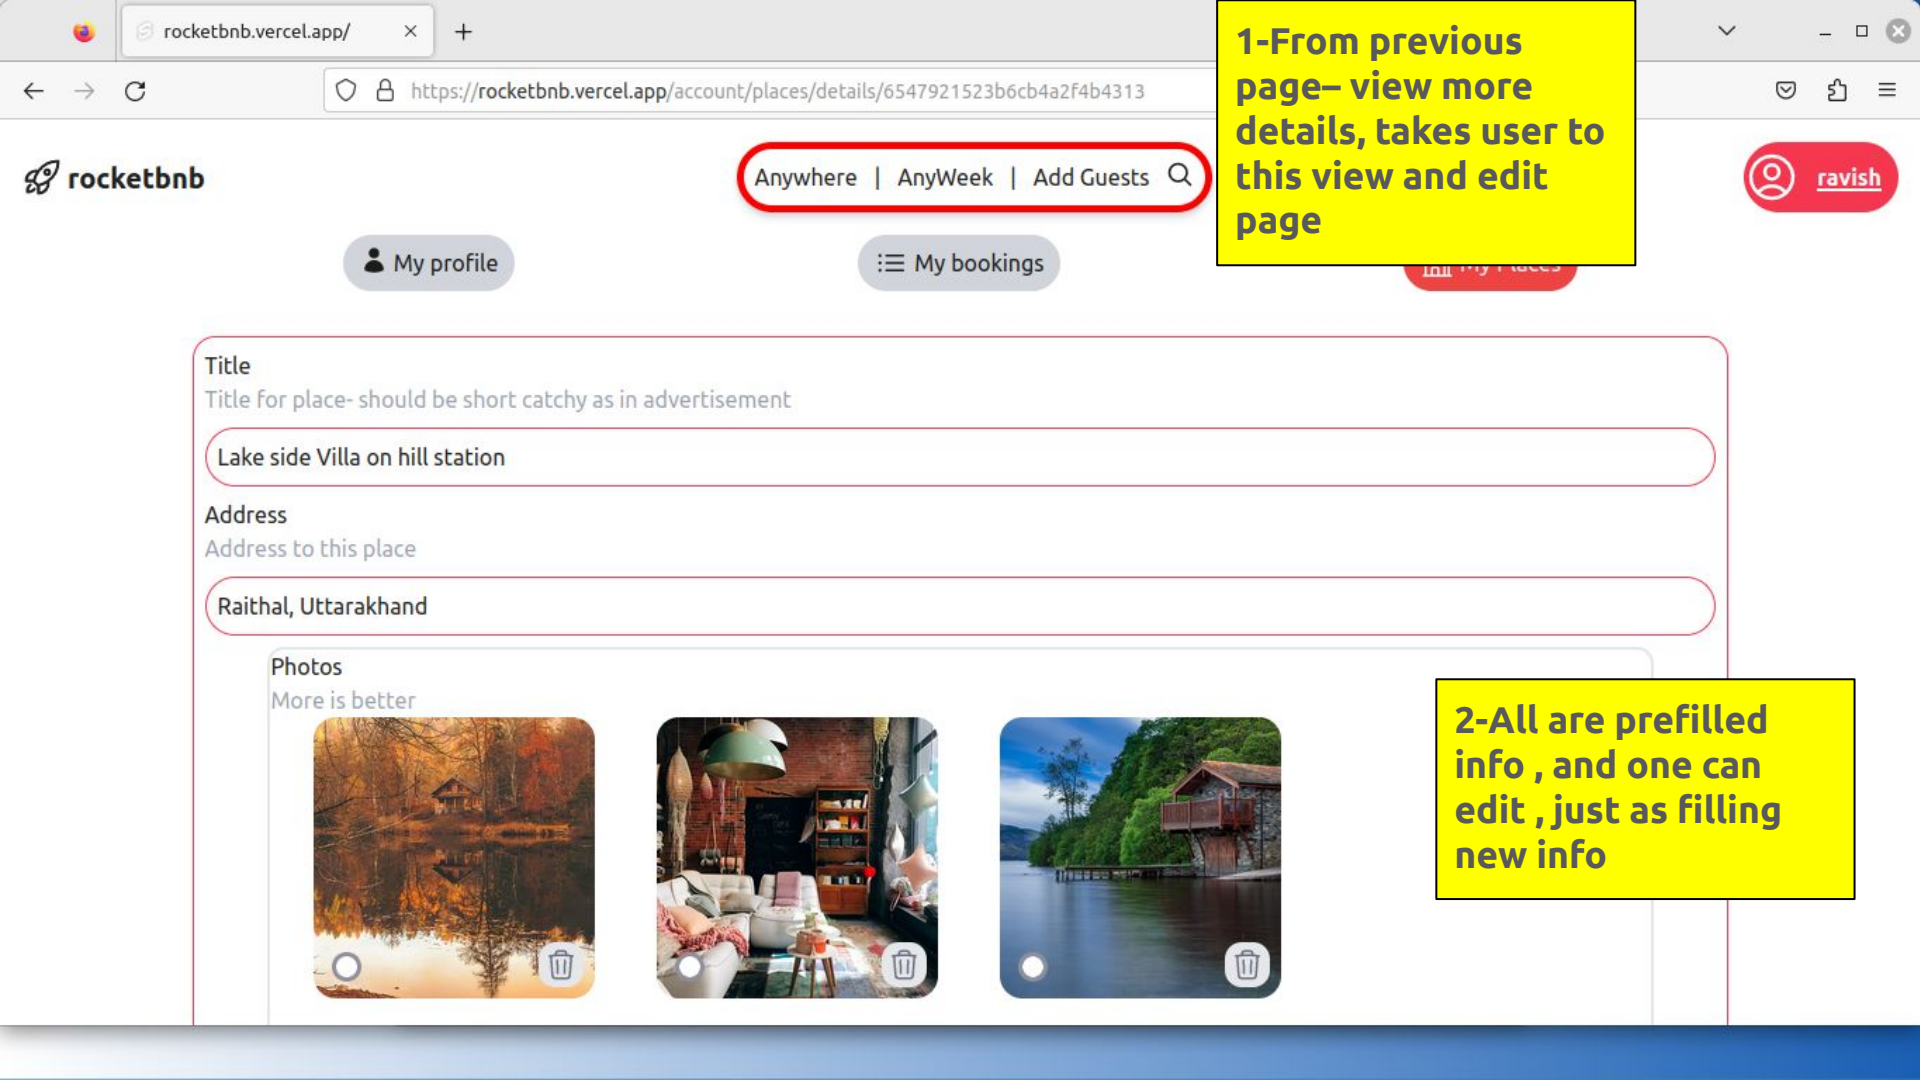 rocketbnb.vercel.app/
https://rocketbnb.vercel.app/account/places/details/6547921523b6cb4a2f4b4313
1-From previous
page– view more
details, takes user to
this view and edit
page
rocketbnb
Anywhere | AnyWeek | Add Guests
ravish
My profile
My bookings
My Places
Title
Title for place- should be short catchy as in advertisement
Lake side Villa on hill station
Address
Address to this place
Raithal, Uttarakhand
Photos
More is better
2-All are prefilled
info , and one can
edit , just as filling
new info